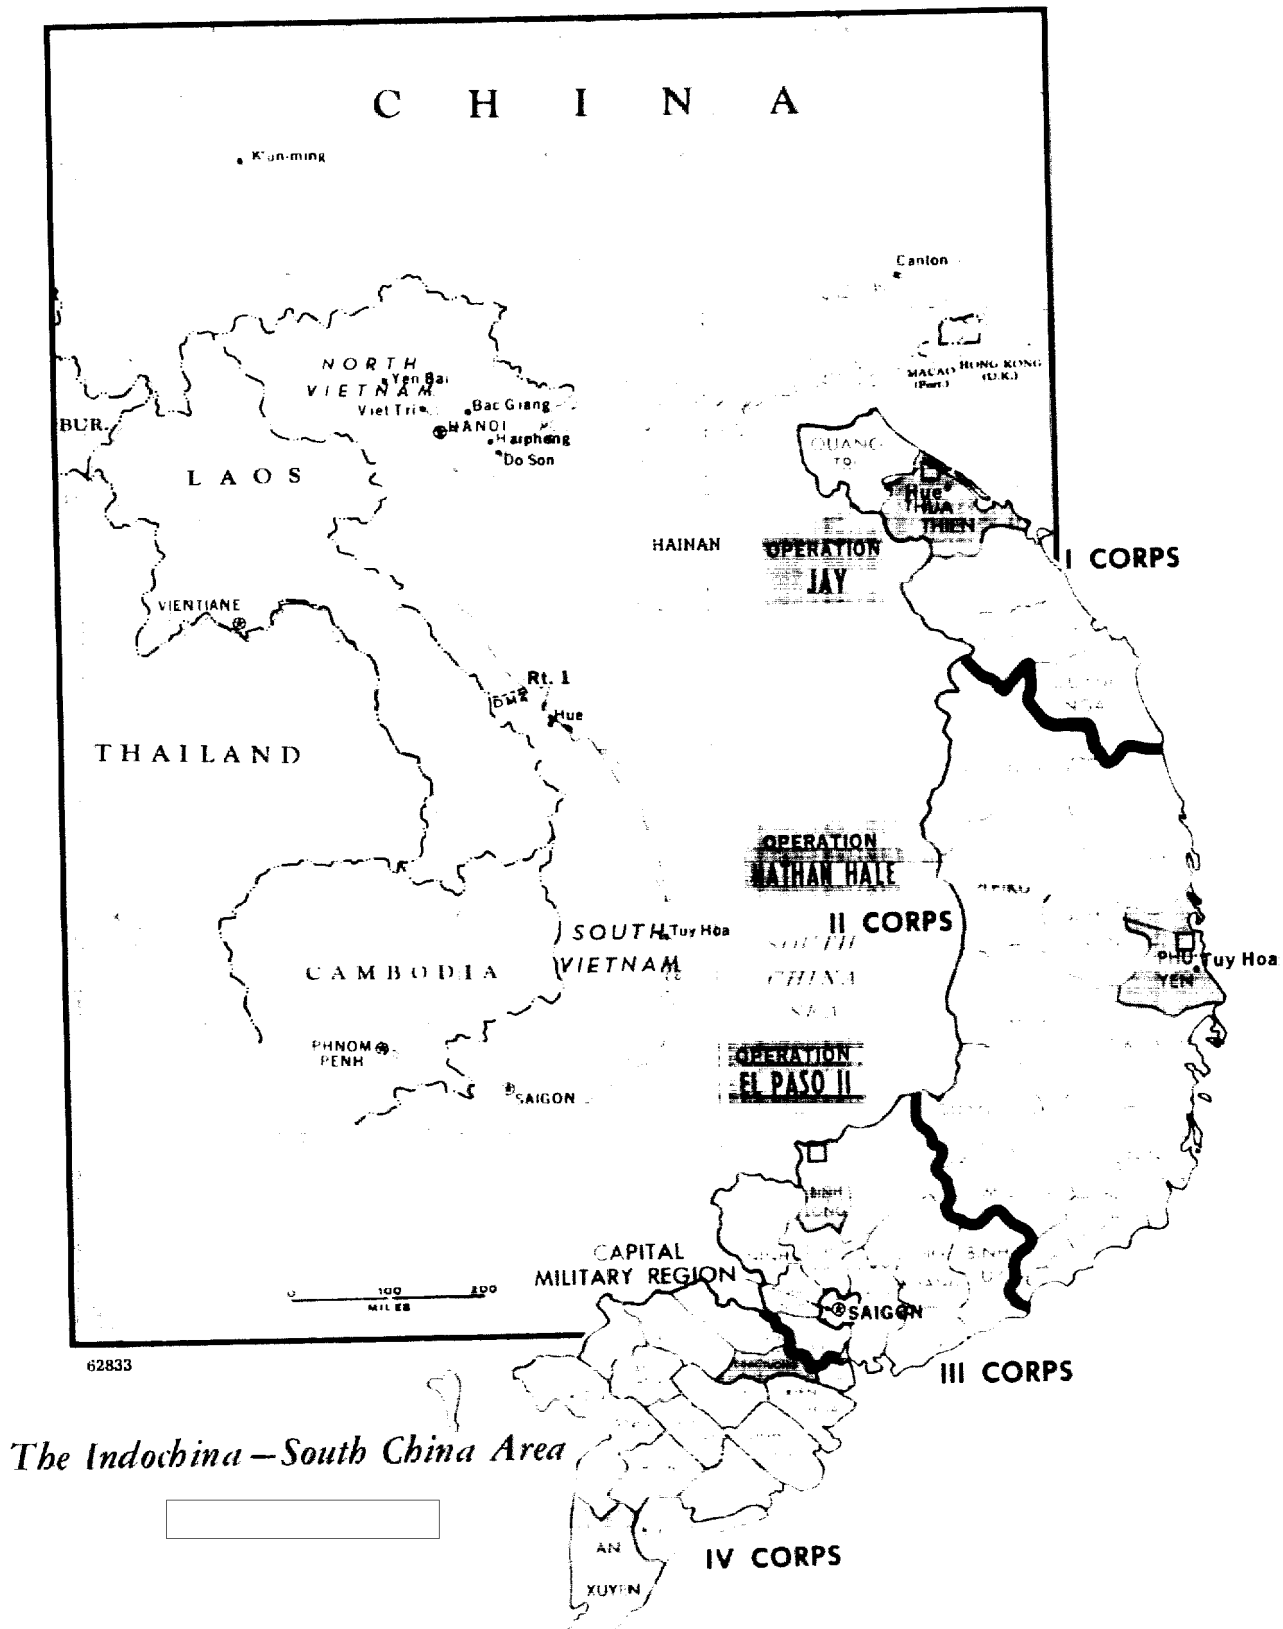 CHINA
K'un-ming
Canton
MACAO
(Port.)
HONG KONG
(U.K.)
NORTH
VIETNAM
Yen Bai
Viet Tri
Bac Giang
HANOI
Haiphong
Do Son
BUR.
LAOS
QUANG
Hue
THUA
THIEN
HAINAN
OPERATION
JAY
I CORPS
VIENTIANE
Rt. 1
DMZ
Hue
THAILAND
OPERATION
NATHAN HALE
II CORPS
SOUTH
VIETNAM
Tuy Hoa
SOUTH
CHINA
SEA
PHU
YEN
Tuy Hoa
CAMBODIA
PHNOM
PENH
SAIGON
OPERATION
EL PASO II
BINH
LONG
CAPITAL
MILITARY REGION
SAIGON
0 100 200
MILES
62833
III CORPS
The Indochina—South China Area
AN
XUYEN
IV CORPS